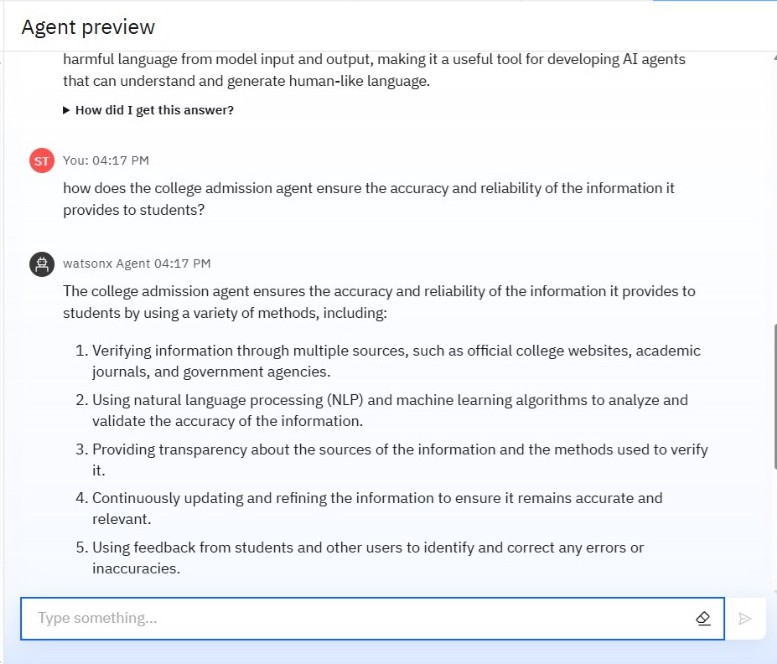 Agent preview
harmful language from model input and output, making it a useful tool for developing AI agents
that can understand and generate human-like language.
▶ How did I get this answer?
ST You: 04:17 PM
how does the college admission agent ensure the accuracy and reliability of the information it
provides to students?
watsonx Agent 04:17 PM
The college admission agent ensures the accuracy and reliability of the information it provides to
students by using a variety of methods, including:
1. Verifying information through multiple sources, such as official college websites, academic
journals, and government agencies.
2. Using natural language processing (NLP) and machine learning algorithms to analyze and
validate the accuracy of the information.
3. Providing transparency about the sources of the information and the methods used to verify
it.
4. Continuously updating and refining the information to ensure it remains accurate and
relevant.
5. Using feedback from students and other users to identify and correct any errors or
inaccuracies.
Type something...